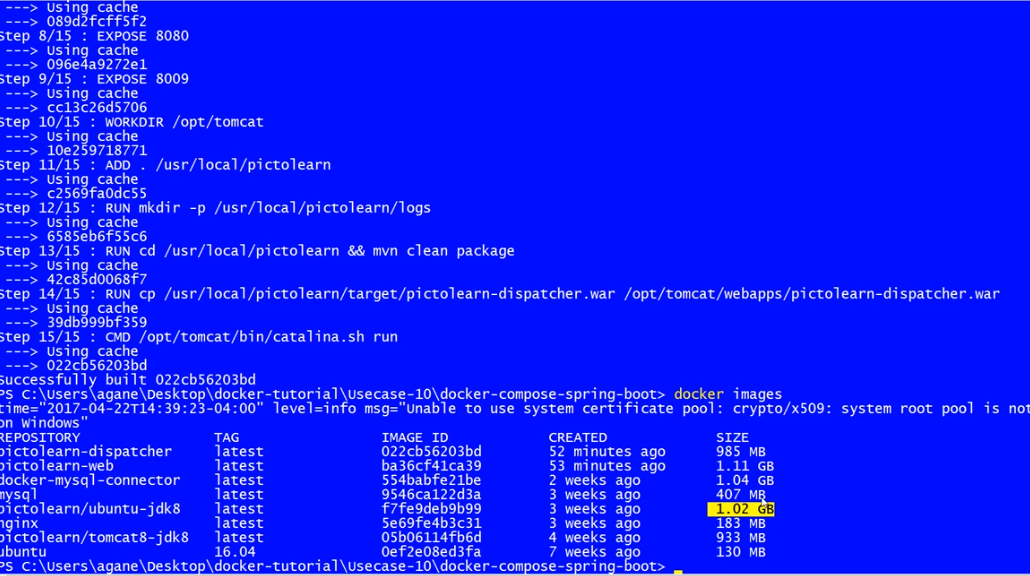 ---> Using cache
---> 089d2fcff5f2
Step 8/15 : EXPOSE 8080
---> Using cache
---> 096e4a9272e1
Step 9/15 : EXPOSE 8009
---> Using cache
---> cc13c26d5706
Step 10/15 : WORKDIR /opt/tomcat
---> Using cache
---> 10e259718771
Step 11/15 : ADD . /usr/local/pictolearn
---> Using cache
---> c2569fa0dc55
Step 12/15 : RUN mkdir -p /usr/local/pictolearn/logs
---> Using cache
---> 6585eb6f55c6
Step 13/15 : RUN cd /usr/local/pictolearn && mvn clean package
---> Using cache
---> 42c85d0068f7
Step 14/15 : RUN cp /usr/local/pictolearn/target/pictolearn-dispatcher.war /opt/tomcat/webapps/pictolearn-dispatcher.war
---> Using cache
---> 39db999bf359
Step 15/15 : CMD /opt/tomcat/bin/catalina.sh run
---> Using cache
---> 022cb56203bd
Successfully built 022cb56203bd
PS C:\Users\agane\Desktop\docker-tutorial\Usecase-10\docker-compose-spring-boot> docker images
time="2017-04-22T14:39:23-04:00" level=info msg="Unable to use system certificate pool: crypto/x509: system root pool is not
on Windows"
REPOSITORY TAG IMAGE ID CREATED SIZE
pictolearn-dispatcher latest 022cb56203bd 52 minutes ago 985 MB
pictolearn-web latest ba36cf41ca39 53 minutes ago 1.11 GB
docker-mysql-connector latest 554babfe21be 2 weeks ago 1.04 GB
mysql latest 9546ca122d3a 3 weeks ago 407 MB
pictolearn/ubuntu-jdk8 latest f7fe9deb9b99 3 weeks ago 1.02 GB
nginx latest 5e69fe4b3c31 3 weeks ago 183 MB
pictolearn/tomcat8-jdk8 latest 05b06114fb6d 4 weeks ago 933 MB
ubuntu 16.04 0ef2e08ed3fa 7 weeks ago 130 MB
PS C:\Users\agane\Desktop\docker-tutorial\Usecase-10\docker-compose-spring-boot>